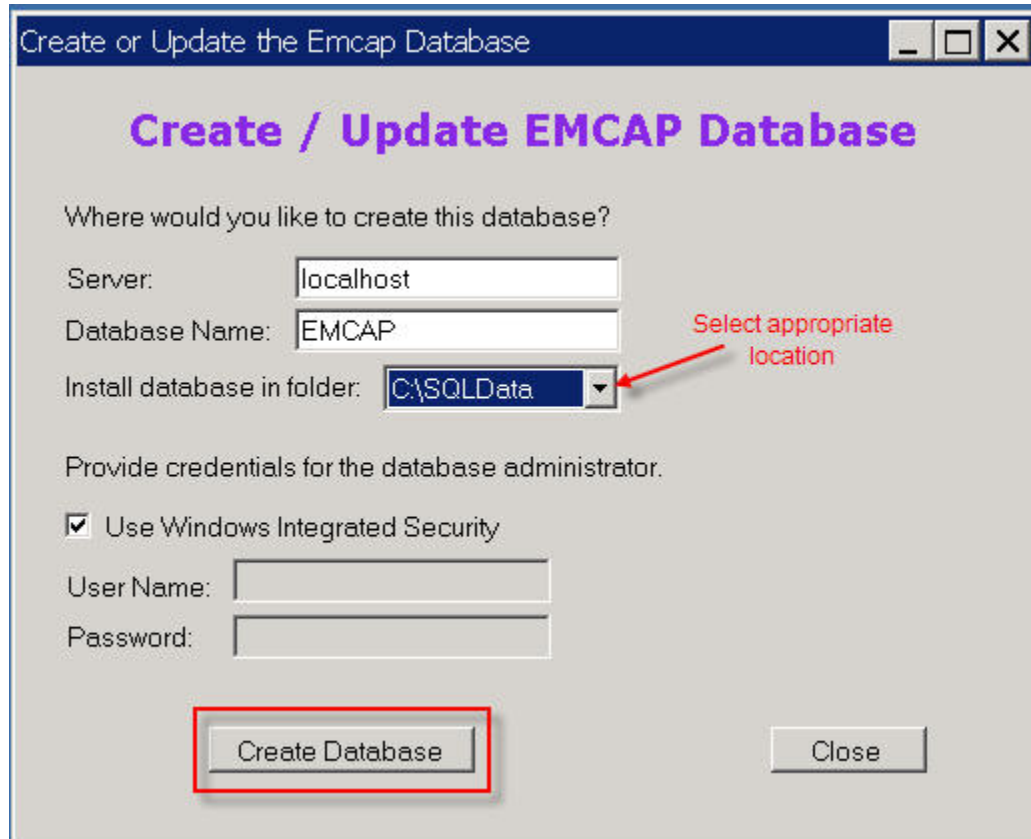 Create or Update the Emcap Database
Create / Update EMCAP Database
Where would you like to create this database?
Server: localhost
Database Name: EMCAP
Select appropriate
location
Install database in folder: C:\SQLData
Provide credentials for the database administrator.
Use Windows Integrated Security
User Name:
Password:
Create Database Close